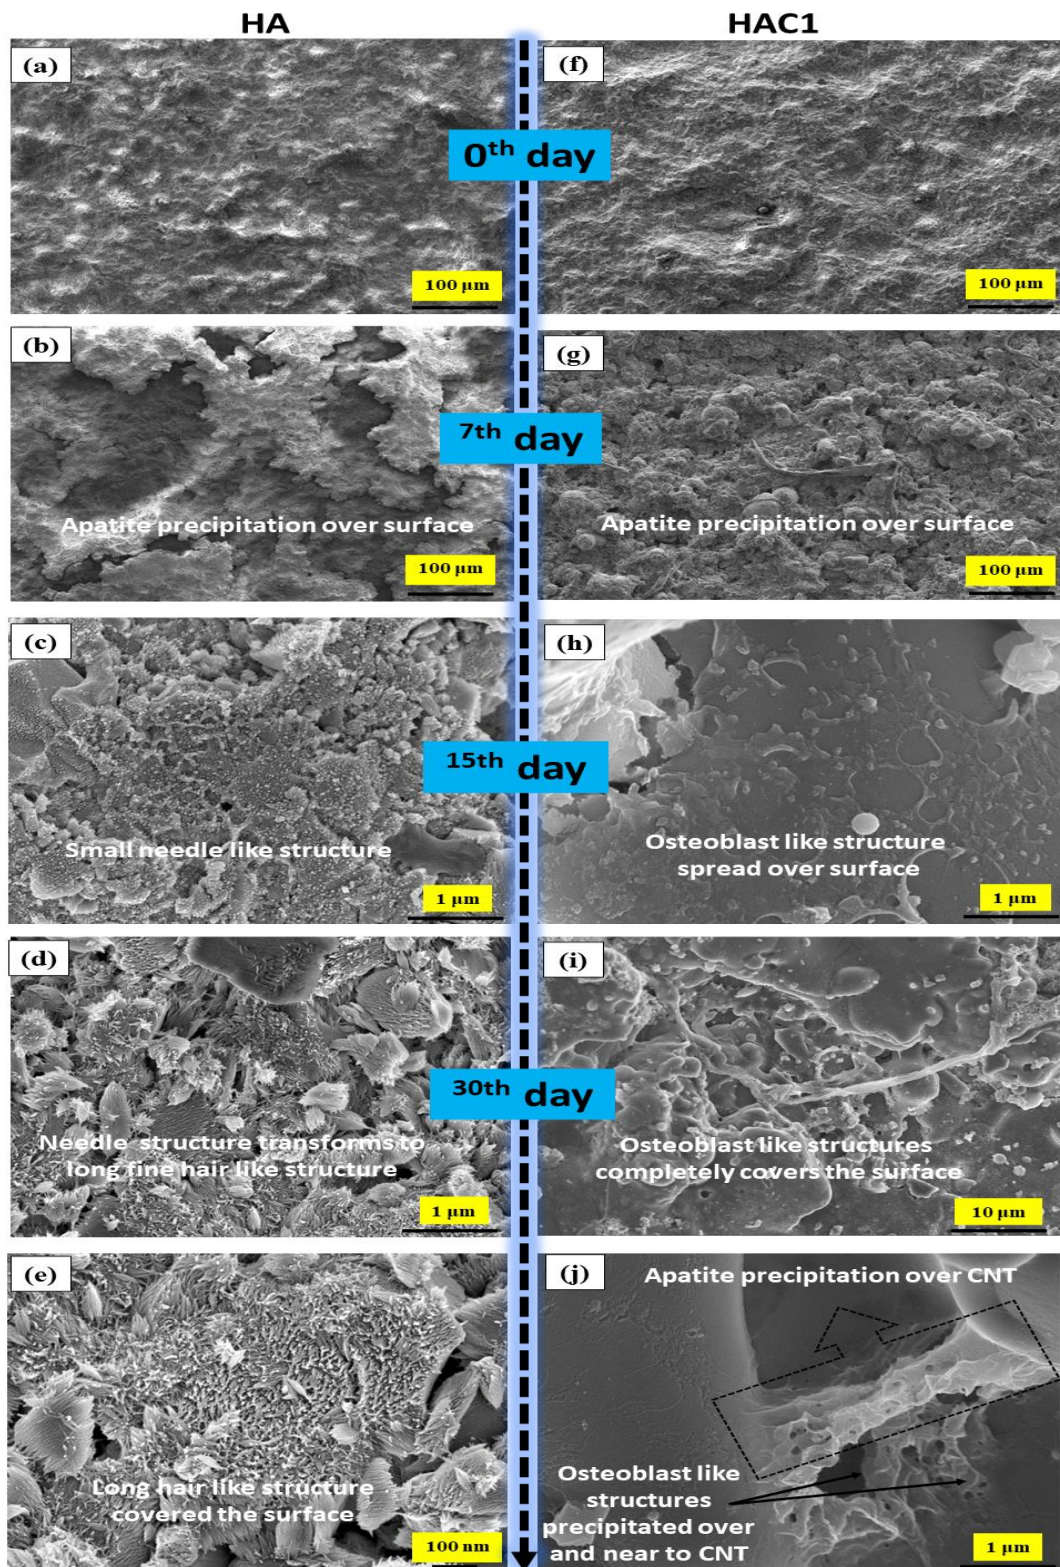 HA
HAC1
(a)
(f)
0th day
100 μm
100 μm
(b)
(g)
7th day
Apatite precipitation over surface
Apatite precipitation over surface
100 μm
100 μm
(c)
(h)
15th day
Small needle like structure
Osteoblast like structure
spread over surface
1 μm
1 μm
(d)
(i)
30th day
Needle structure transforms to
long fine hair like structure
Osteoblast like structures
completely covers the surface
1 μm
10 μm
(e)
(j)
Apatite precipitation over CNT
Long hair like structure
covered the surface
100 nm
Osteoblast like
structures
precipitated over
and near to CNT
1 μm